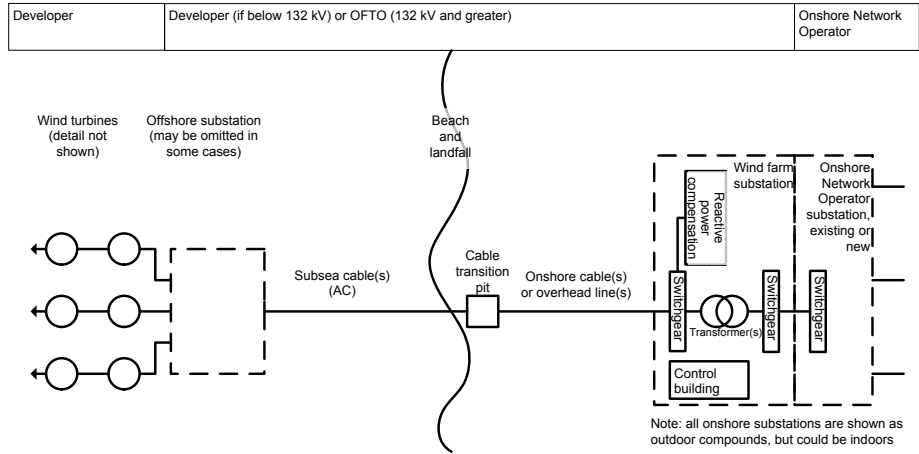 Developer
Developer (if below 132 kV) or OFTO (132 kV and greater)
Onshore Network
Operator
Wind turbines
(detail not
shown)
Offshore substation
(may be omitted in
some cases)
Beach
and
landfall
Wind farm
substation
Onshore
Network
Operator
substation,
existing or
new
Reactive
power
compensation
Subsea cable(s)
(AC)
Cable
transition
pit
Onshore cable(s)
or overhead line(s)
Switchgear
Transformer(s)
Switchgear
Switchgear
Control
building
Note: all onshore substations are shown as
outdoor compounds, but could be indoors